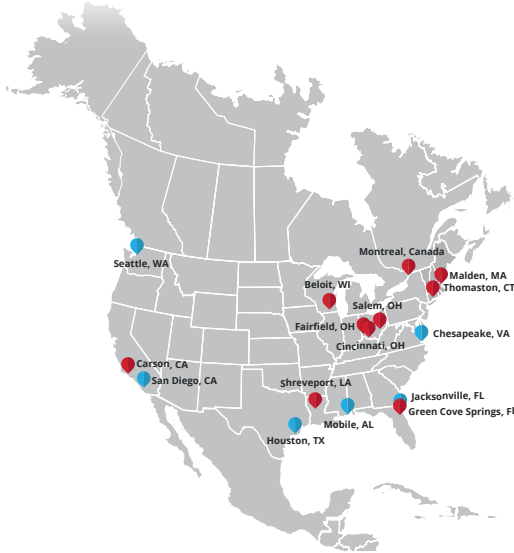 Montreal, Canada
Seattle, WA
Malden, MA
Beloit, WI
Thomaston, CT
Salem, OH
Fairfield, OH
Chesapeake, VA
Cincinnati, OH
Carson, CA
San Diego, CA
Shreveport, LA
Jacksonville, FL
Green Cove Springs, F
Mobile, AL
Houston, TX